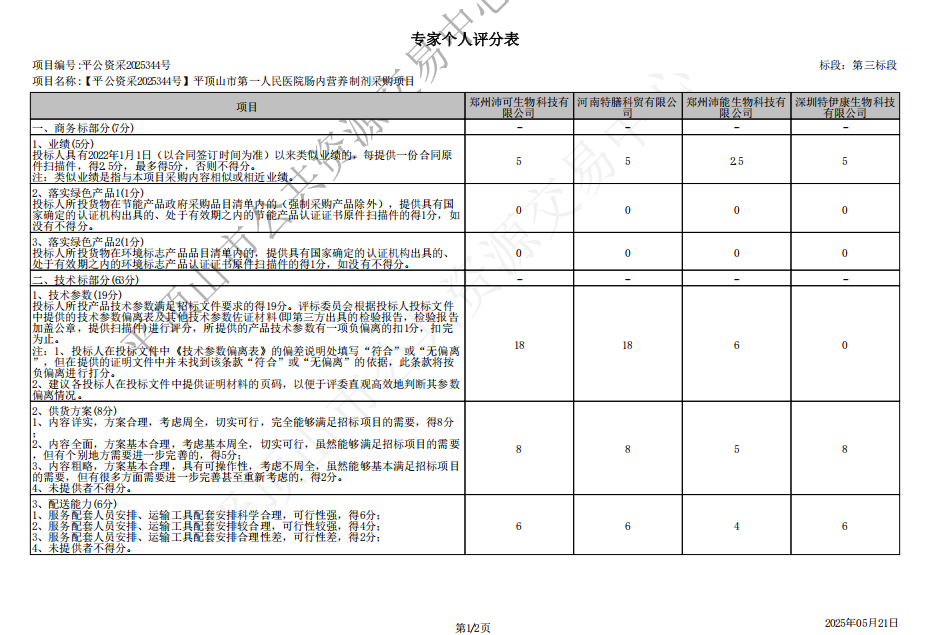 专家个人评分表
项目编号:平公资采2025344号
标段: 第三标段
项目名称:【平公资采2025344号】平顶山市第一人民医院肠内营养制剂采购项目
项目
郑州沛可生物科技有
限公司
河南特膳科贸有限公
司
郑州沛能生物科技有
限公司
深圳特伊康生物科技
有限公司
一、商务标部分(7分)
-
-
-
-
1、业绩(5分)
投标人具有2022年1月1日（以合同签订时间为准）以来类似业绩的, 每提供一份合同原
件扫描件, 得2.5分, 最多得5分, 否则不得分。
注: 类似业绩是指与本项目采购内容相似或相近业绩。
5
5
2.5
5
2、落实绿色产品1(1分)
投标人所投货物在节能产品政府采购品目清单内的（强制采购产品除外）, 提供具有国
家确定的认证机构出具的、处于有效期之内的节能产品认证证书原件扫描件的得1分, 如
没有不得分。
0
0
0
0
3、落实绿色产品2(1分)
投标人所投货物在环境标志产品品目清单内的, 提供具有国家确定的认证机构出具的、
处于有效期之内的环境标志产品认证证书原件扫描件的得1分, 如没有不得分。
0
0
0
0
二、技术标部分(63分)
-
-
-
-
1、技术参数(19分)
投标人所投产品技术参数满足招标文件要求的得19分。评标委员会根据投标人投标文件
中提供的技术参数偏离表及其他技术参数佐证材料(即第三方出具的检验报告, 检验报告
加盖公章, 提供扫描件)进行评分, 所提供的产品技术参数有一项负偏离的扣1分, 扣完
为止。
注: 1、投标人在投标文件中《技术参数偏离表》的偏差说明处填写“符合”或“无偏离
”, 但在提供的证明文件中并未找到该条款“符合”或“无偏离”的依据, 此条款将按
负偏离进行打分。
2、建议各投标人在投标文件中提供证明材料的页码, 以便于评委直观高效地判断其参数
偏离情况。
18
18
6
0
2、供货方案(8分)
1、内容详实, 方案合理, 考虑周全, 切实可行, 完全能够满足招标项目的需要, 得8分
;
2、内容全面, 方案基本合理, 考虑基本周全, 切实可行, 虽然能够满足招标项目的需要
, 但有个别地方需要进一步完善的, 得5分;
3、内容粗略, 方案基本合理, 具有可操作性, 考虑不周全, 虽然能够基本满足招标项目
的需要, 但有很多方面需要进一步完善甚至重新考虑的, 得2分。
4、未提供者不得分。
8
8
5
8
3、配送能力(6分)
1、服务配套人员安排、运输工具配套安排科学合理, 可行性强, 得6分;
2、服务配套人员安排、运输工具配套安排较合理, 可行性较强, 得4分;
3、服务配套人员安排、运输工具配套安排合理性差, 可行性差, 得2分;
4、未提供者不得分。
6
6
4
6
平顶山市公共资源交易中心
第1/2页
2025年05月21日